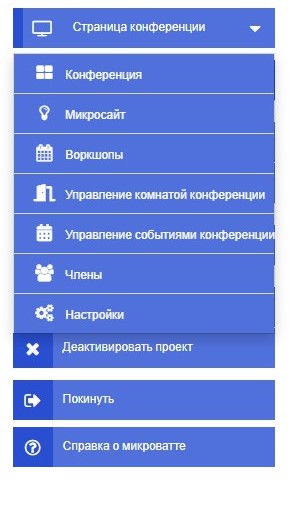 Страница конференции
Конференция
Микросайт
Воркшопы
Управление комнатой конференции
Управление событиями конференции
Члены
Настройки
Деактивировать проект
Покинуть
Справка о микроватте